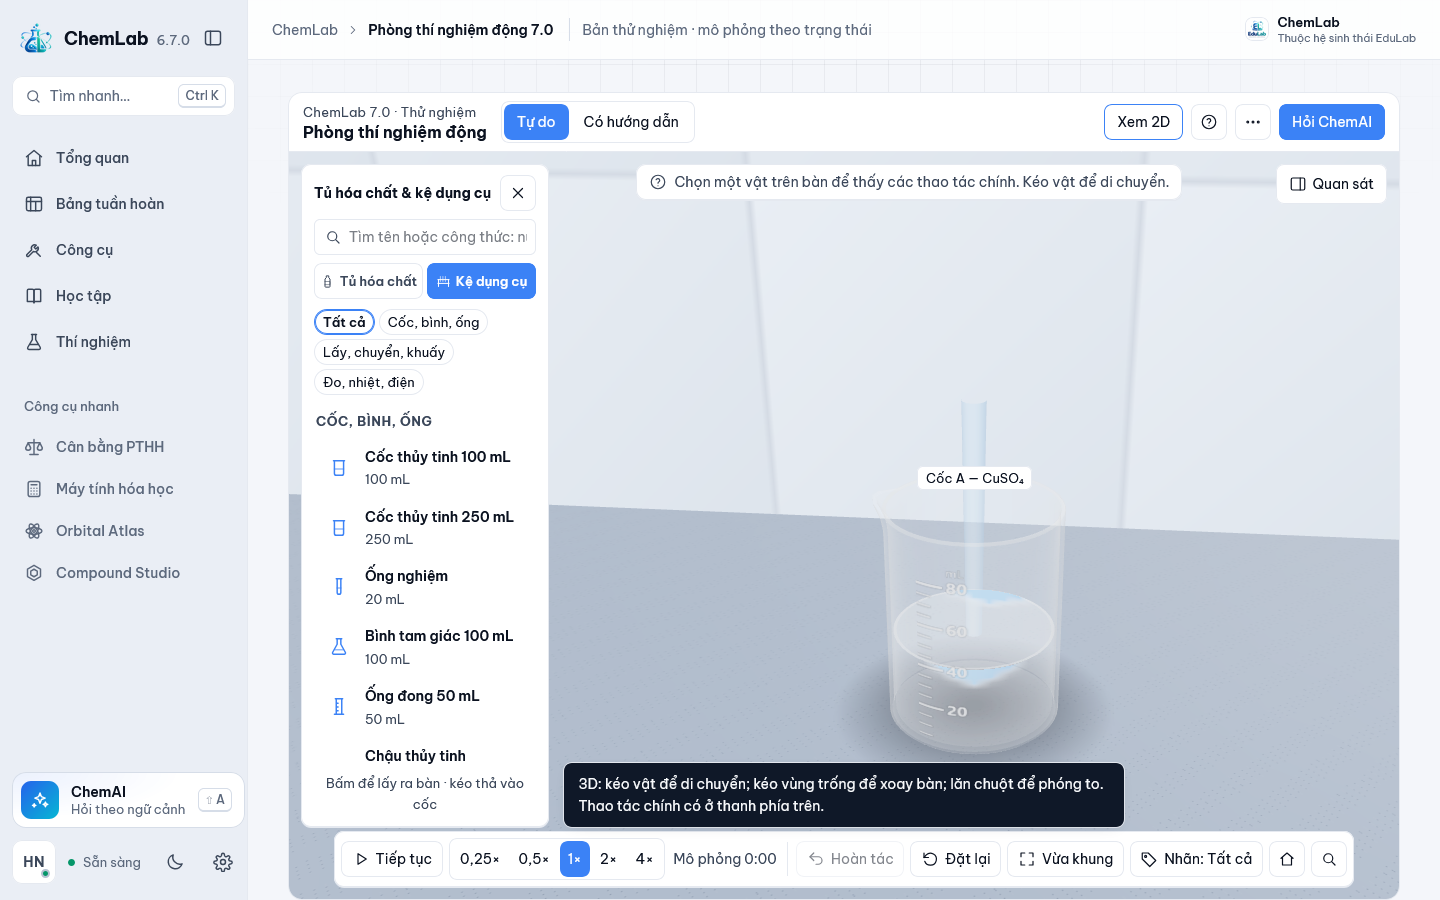 ChemLab 6.7.0
Tìm nhanh... Ctrl K
Tổng quan
Bảng tuần hoàn
Công cụ
Học tập
Thí nghiệm
Công cụ nhanh
Cân bằng PTHH
Máy tính hóa học
Orbital Atlas
Compound Studio
ChemAI
Hỏi theo ngữ cảnh
⇧ A
HN
Sẵn sàng
ChemLab › Phòng thí nghiệm động 7.0 Bản thử nghiệm · mô phỏng theo trạng thái
ChemLab
Thuộc hệ sinh thái EduLab
ChemLab 7.0 · Thử nghiệm
Phòng thí nghiệm động
Tự do Có hướng dẫn
Xem 2D
Hỏi ChemAI
Tủ hóa chất & kệ dụng cụ
Tìm tên hoặc công thức:
Tủ hóa chất Kệ dụng cụ
Tất cả Cốc, bình, ống
Lấy, chuyển, khuấy
Đo, nhiệt, điện
CỐC, BÌNH, ỐNG
Cốc thủy tinh 100 mL
100 mL
Cốc thủy tinh 250 mL
250 mL
Ống nghiệm
20 mL
Bình tam giác 100 mL
100 mL
Ống đong 50 mL
50 mL
Chậu thủy tinh
Bấm để lấy ra bàn · kéo thả vào
cốc
Chọn một vật trên bàn để thấy các thao tác chính. Kéo vật để di chuyển.
Quan sát
Cốc A — CuSO₄
80
60
40
20
3D: kéo vật để di chuyển; kéo vùng trống để xoay bàn; lăn chuột để phóng to.
Thao tác chính có ở thanh phía trên.
Tiếp tục 0,25× 0,5× 1× 2× 4× Mô phỏng 0:00 Hoàn tác Đặt lại Vừa khung Nhãn: Tất cả